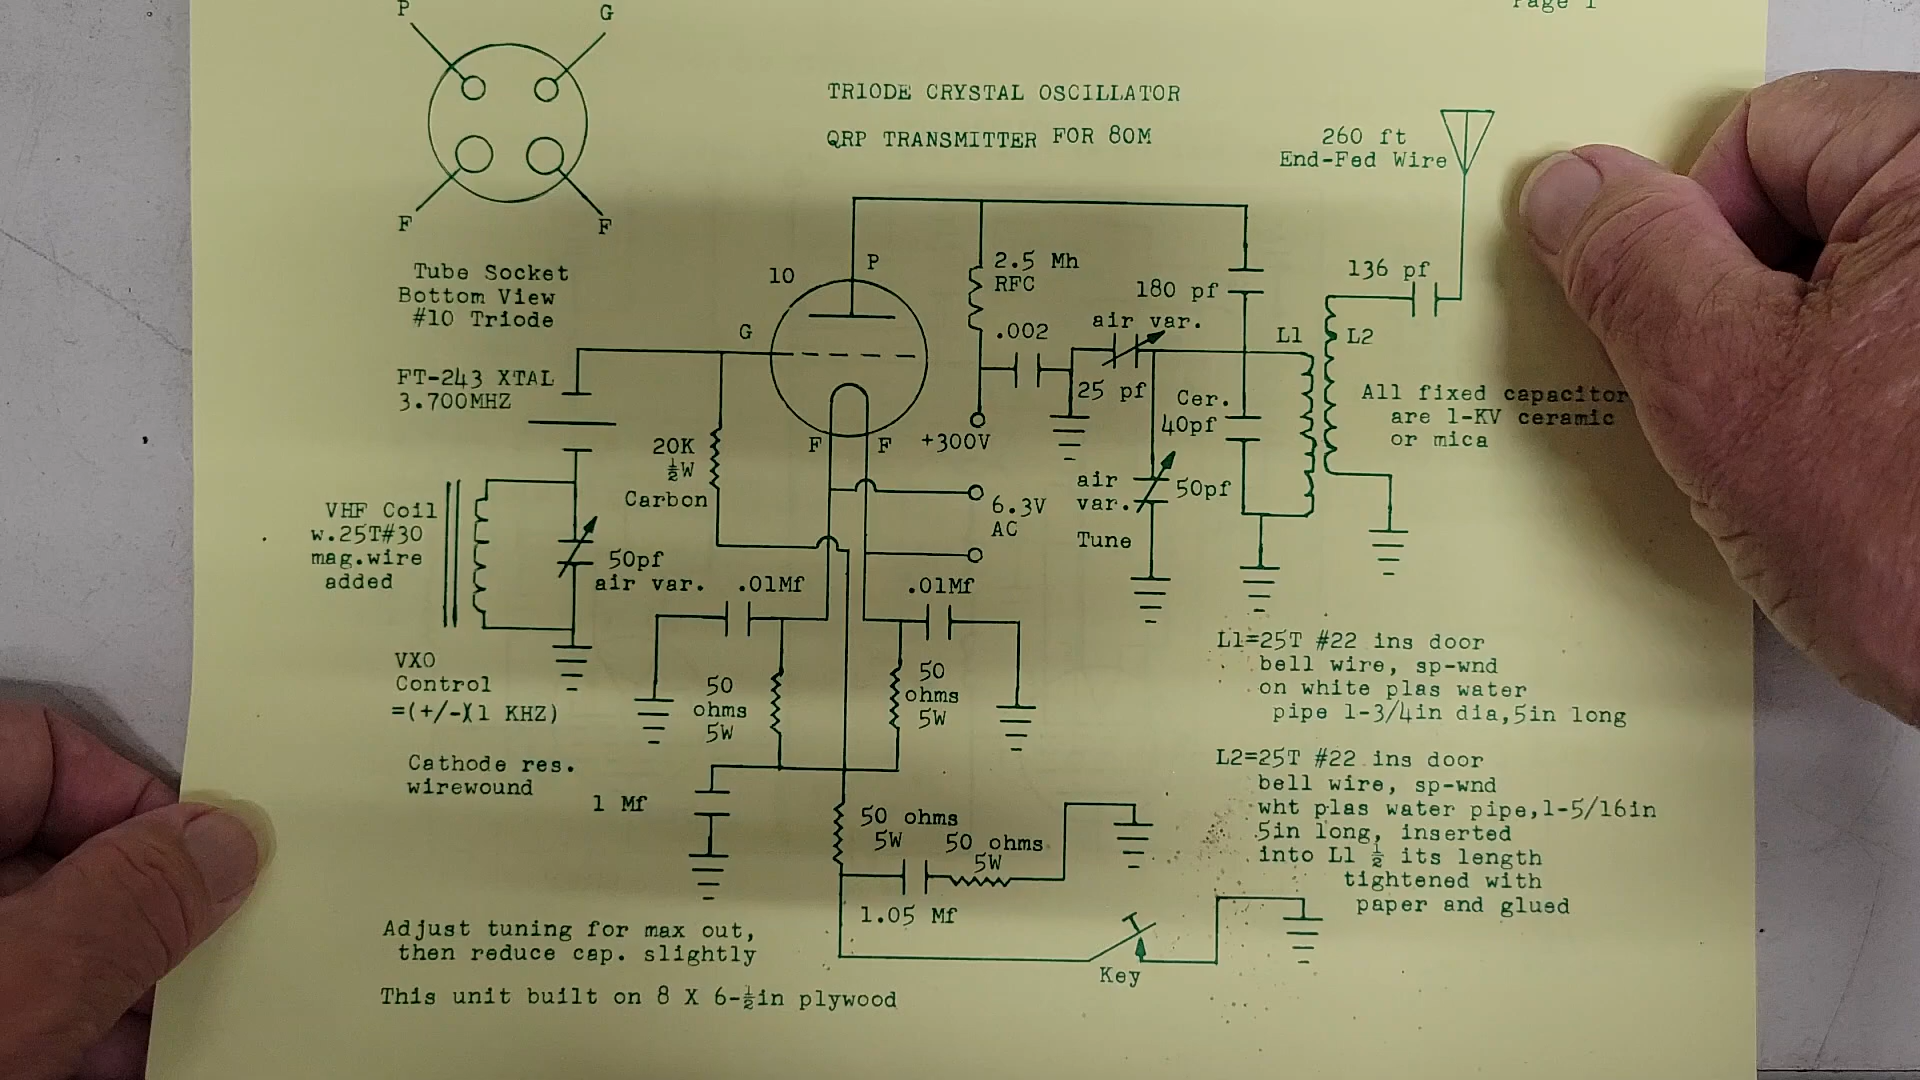 Page 1
P
G
F
F
Tube Socket
Bottom View
#10 Triode
TRIODE CRYSTAL OSCILLATOR
QRP TRANSMITTER FOR 80M
260 ft
End-Fed Wire
10
P
G
F
F
2.5 Mh
RFC
.002
+300V
180 pf
air var.
25 pf
136 pf
L1
L2
Cer.
40pf
All fixed capacitor
are 1-KV ceramic
or mica
FT-243 XTAL
3.700MHZ
20K
½W
Carbon
6.3V
AC
air
var.
50pf
Tune
VHF Coil
w.25T#30
mag.wire
added
50pf
air var.
.01Mf
.01Mf
VXO
Control
=(+/-)(1 KHZ)
50
ohms
5W
50
ohms
5W
L1=25T #22 ins door
bell wire, sp-wnd
on white plas water
pipe 1-3/4in dia,5in long
Cathode res.
wirewound
1 Mf
50 ohms
5W
50 ohms
5W
1.05 Mf
L2=25T #22 ins door
bell wire, sp-wnd
wht plas water pipe,1-5/16in
5in long, inserted
into L1 ½ its length
tightened with
paper and glued
Key
Adjust tuning for max out,
then reduce cap. slightly
This unit built on 8 X 6-½in plywood